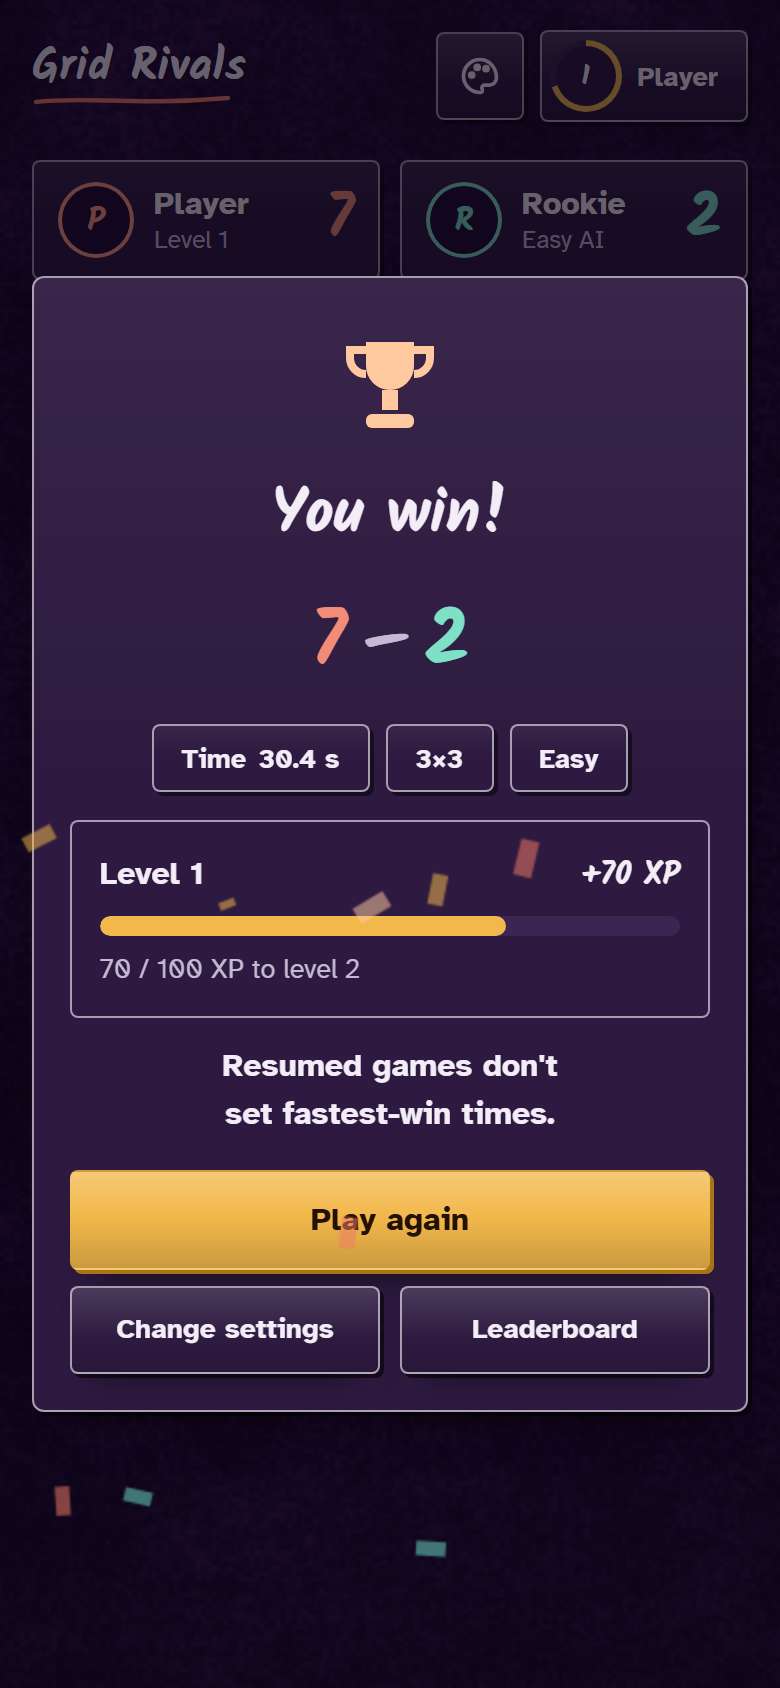 Grid Rivals
1
Player
P
Player
Level 1
7
R
Rookie
Easy AI
2
You win!
7 – 2
Time 30.4 s
3×3
Easy
Level 1
+70 XP
70 / 100 XP to level 2
Resumed games don't
set fastest-win times.
Play again
Change settings
Leaderboard